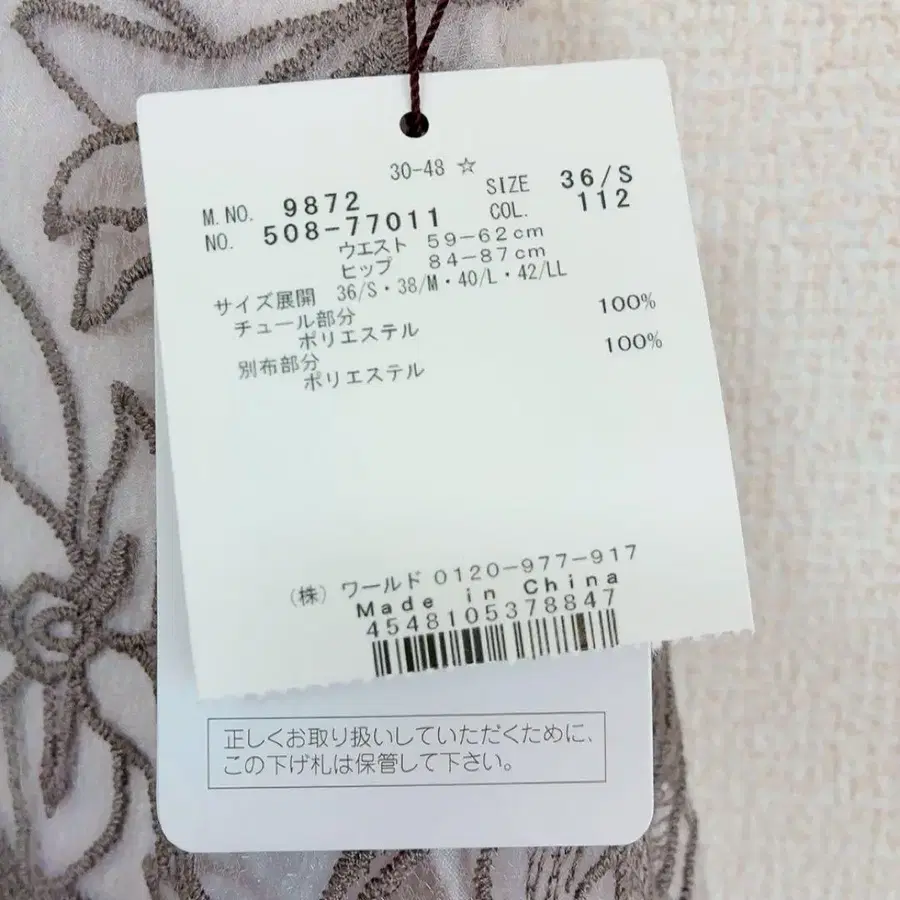 30-48 ☆
M.NO. 9872 SIZE 36/S
NO. 508-77011 COL. 112
ウエスト 59-62cm
ヒップ 84-87cm
サイズ展開 36/S・38/M・40/L・42/LL
チュール部分
ポリエステル 100%
別布部分
ポリエステル 100%
(株) ワールド 0120-977-917
Made in China
4548105378847
正しくお取り扱いしていただくために、
この下げ札は保管して下さい。